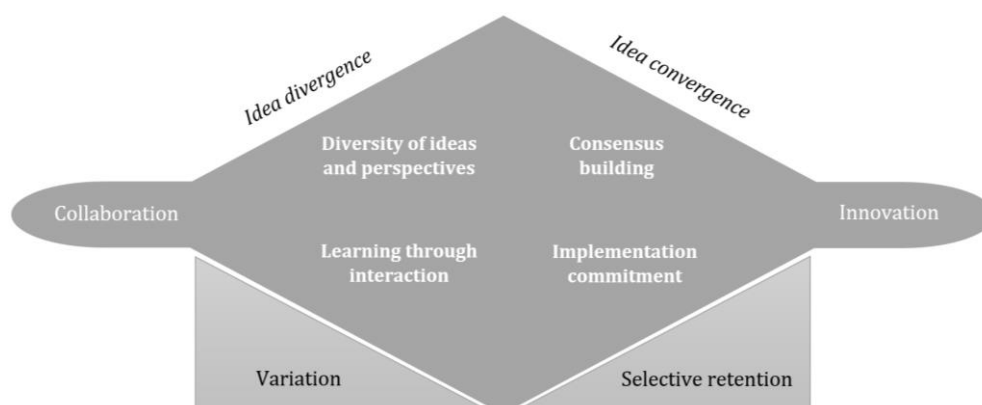 Idea divergence
Idea convergence
Diversity of ideas
and perspectives
Consensus
building
Collaboration
Innovation
Learning through
interaction
Implementation
commitment
Variation
Selective retention